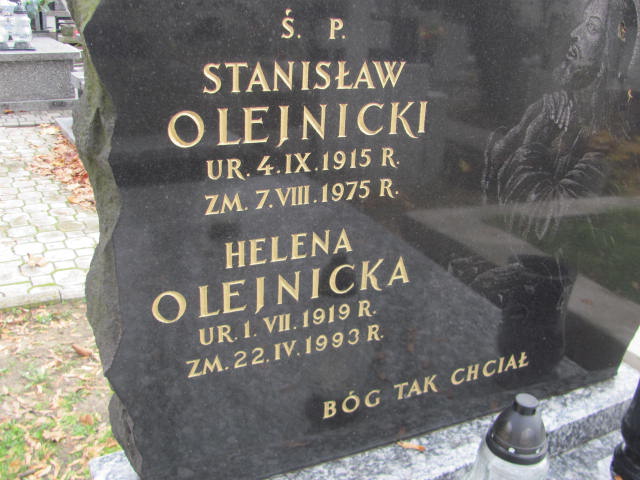 Ś. P.
STANISŁAW
OLEJNICKI
UR. 4.IX.1915 R.
ZM. 7.VIII.1975 R.
HELENA
OLEJNICKA
UR. 1.VII.1919 R.
ZM. 22.IV.1993 R.
BÓG TAK CHCIAŁ